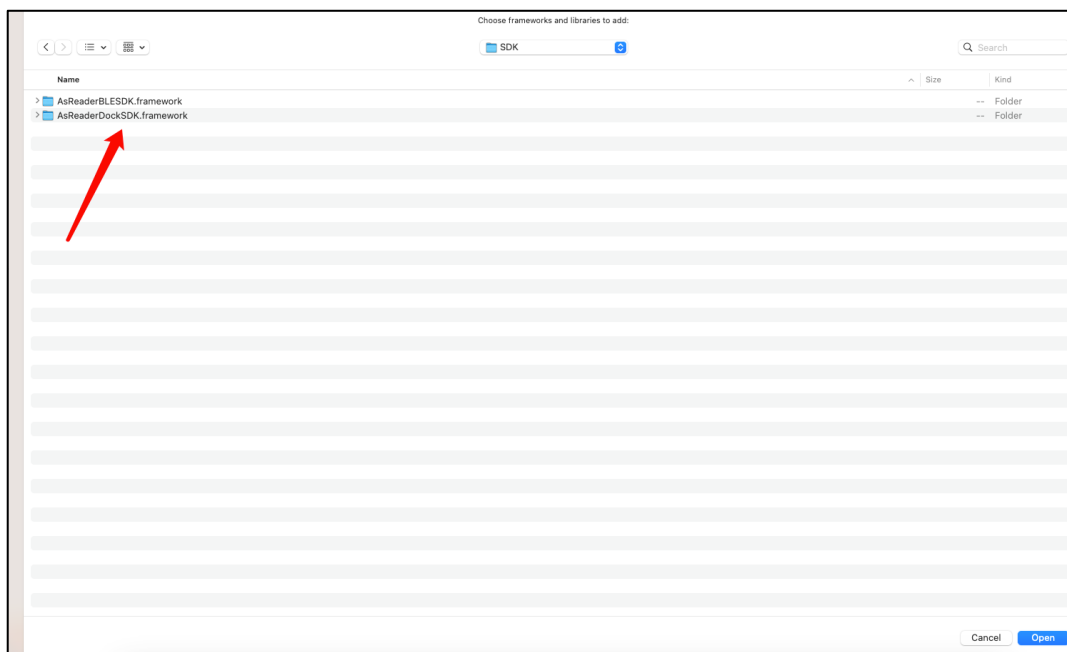 Choose frameworks and libraries to add:
SDK
Search
Name Size Kind
AsReaderBLESDK.framework -- Folder
AsReaderDockSDK.framework -- Folder
Cancel Open